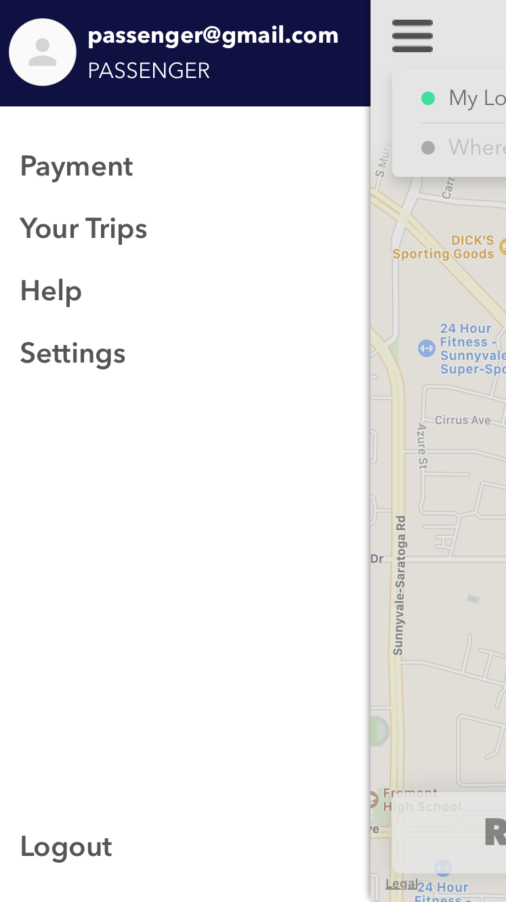 passenger@gmail.com
PASSENGER
Payment
Your Trips
Help
Settings
Logout
My Lo
Where
S Mu
Car
DICK'S
Sporting Goods
24 Hour
Fitness -
Sunnyvale
Super-Spo
Cirrus Ave
Azure St
Dr
Sunnyvale-Saratoga Rd
Fremont
High School
ve
R
Legal
24 Hour
Fitness -